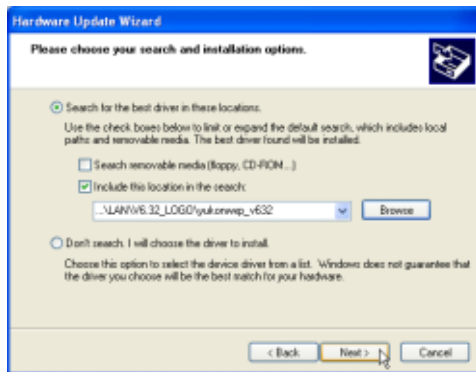 Hardware Update Wizard
Please choose your search and installation options.
Search for the best driver in these locations.
Use the check boxes below to limit or expand the default search, which includes local
paths and removable media. The best driver found will be installed.
Search removable media (floppy, CD-ROM...)
Include this location in the search:
...\LAN\V6.32_LOGO\yukonwxp_v632
Browse
Don't search. I will choose the driver to install.
Choose this option to select the device driver from a list. Windows does not guarantee that
the driver you choose will be the best match for your hardware.
< Back Next > Cancel